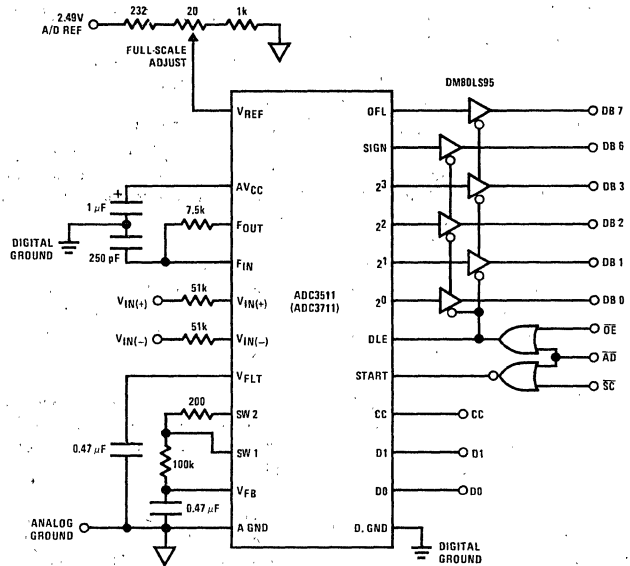 2.49V
A/D REF
232
20
1k
FULL-SCALE
ADJUST
DM80LS95
VREF
OFL
DB 7
SIGN
DB 6
AVCC
2³
DB 3
1 µF
7.5k
FOUT
2²
DB 2
DIGITAL
GROUND
250 pF
FIN
2¹
DB 1
ADC3511
(ADC3711)
VIN(+)
51k
VIN(+)
2⁰
DB 0
VIN(−)
51k
VIN(−)
DLE
OE
AD
VFLT
START
SC
200
SW 2
CC
CC
0.47 µF
SW 1
D1
D1
100k
VFB
D0
D0
0.47 µF
ANALOG
GROUND
A GND
D. GND
DIGITAL
GROUND